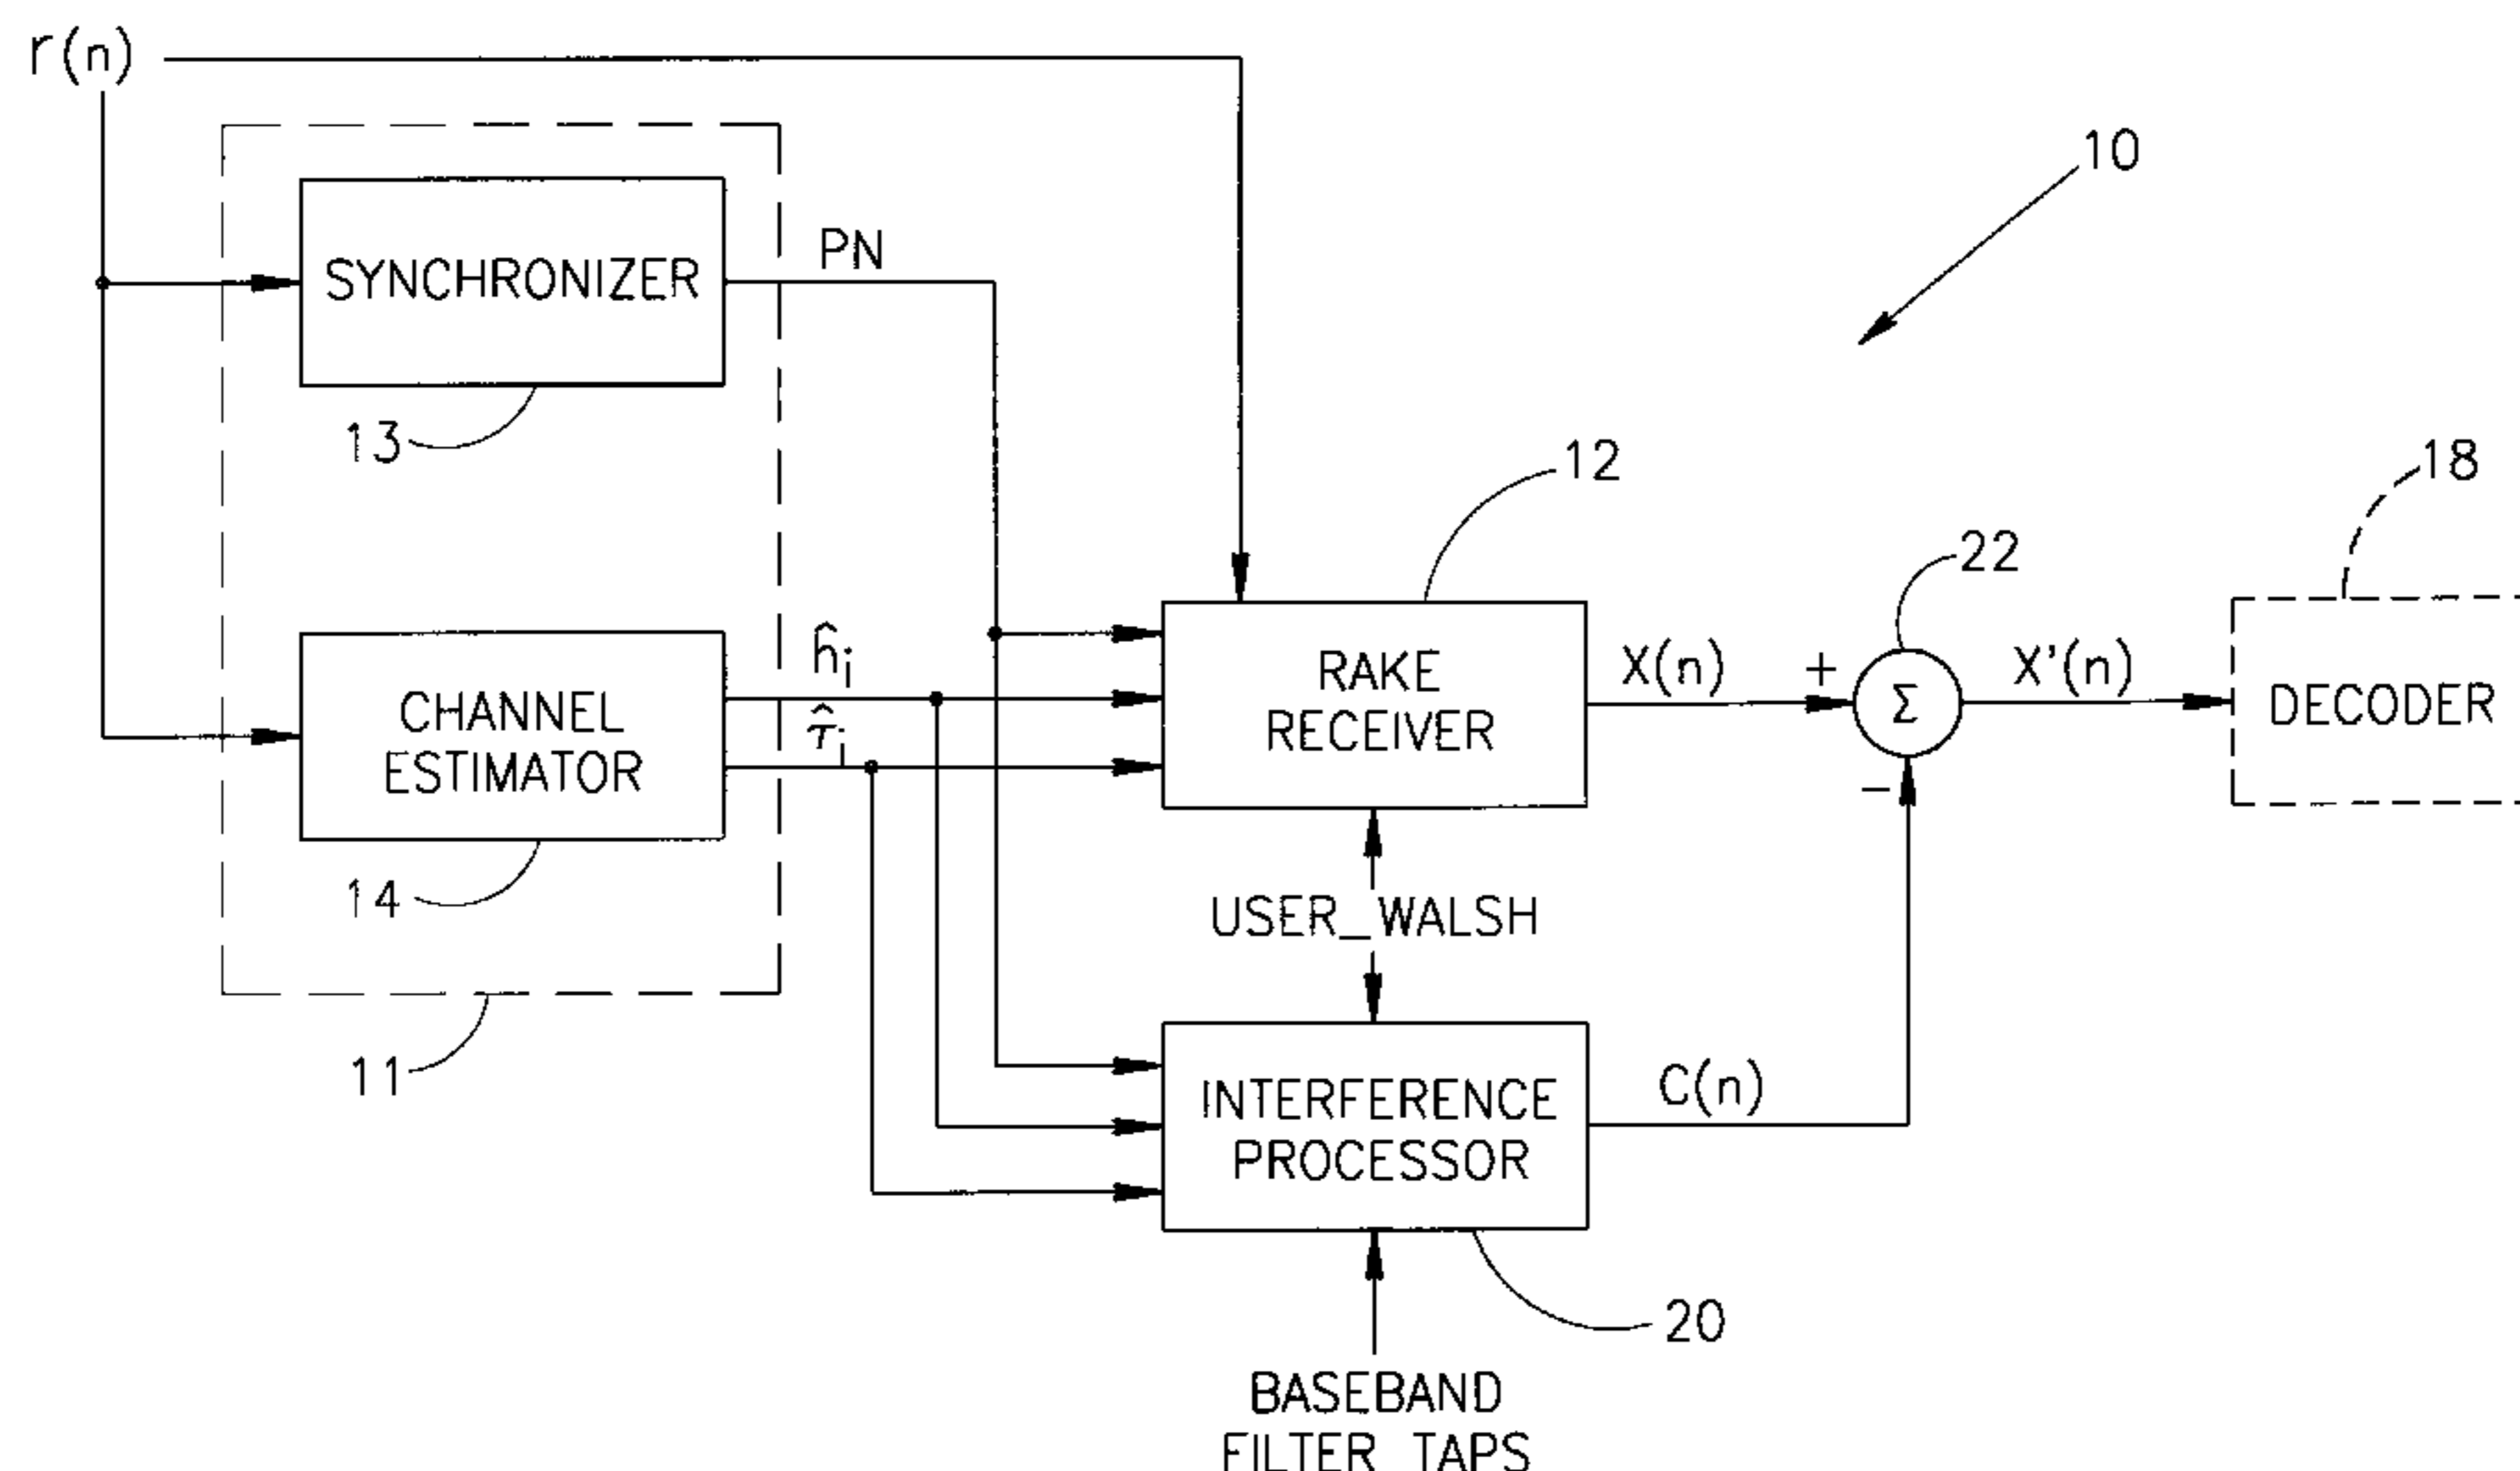 r(n)
10
SYNCHRONIZER
PN
13
12
18
22
CHANNEL
ESTIMATOR
ĥi
τ̂i
RAKE
RECEIVER
X(n)
+
Σ
X'(n)
DECODER
−
14
USER_WALSH
11
INTERFERENCE
PROCESSOR
C(n)
20
BASEBAND
FILTER TAPS